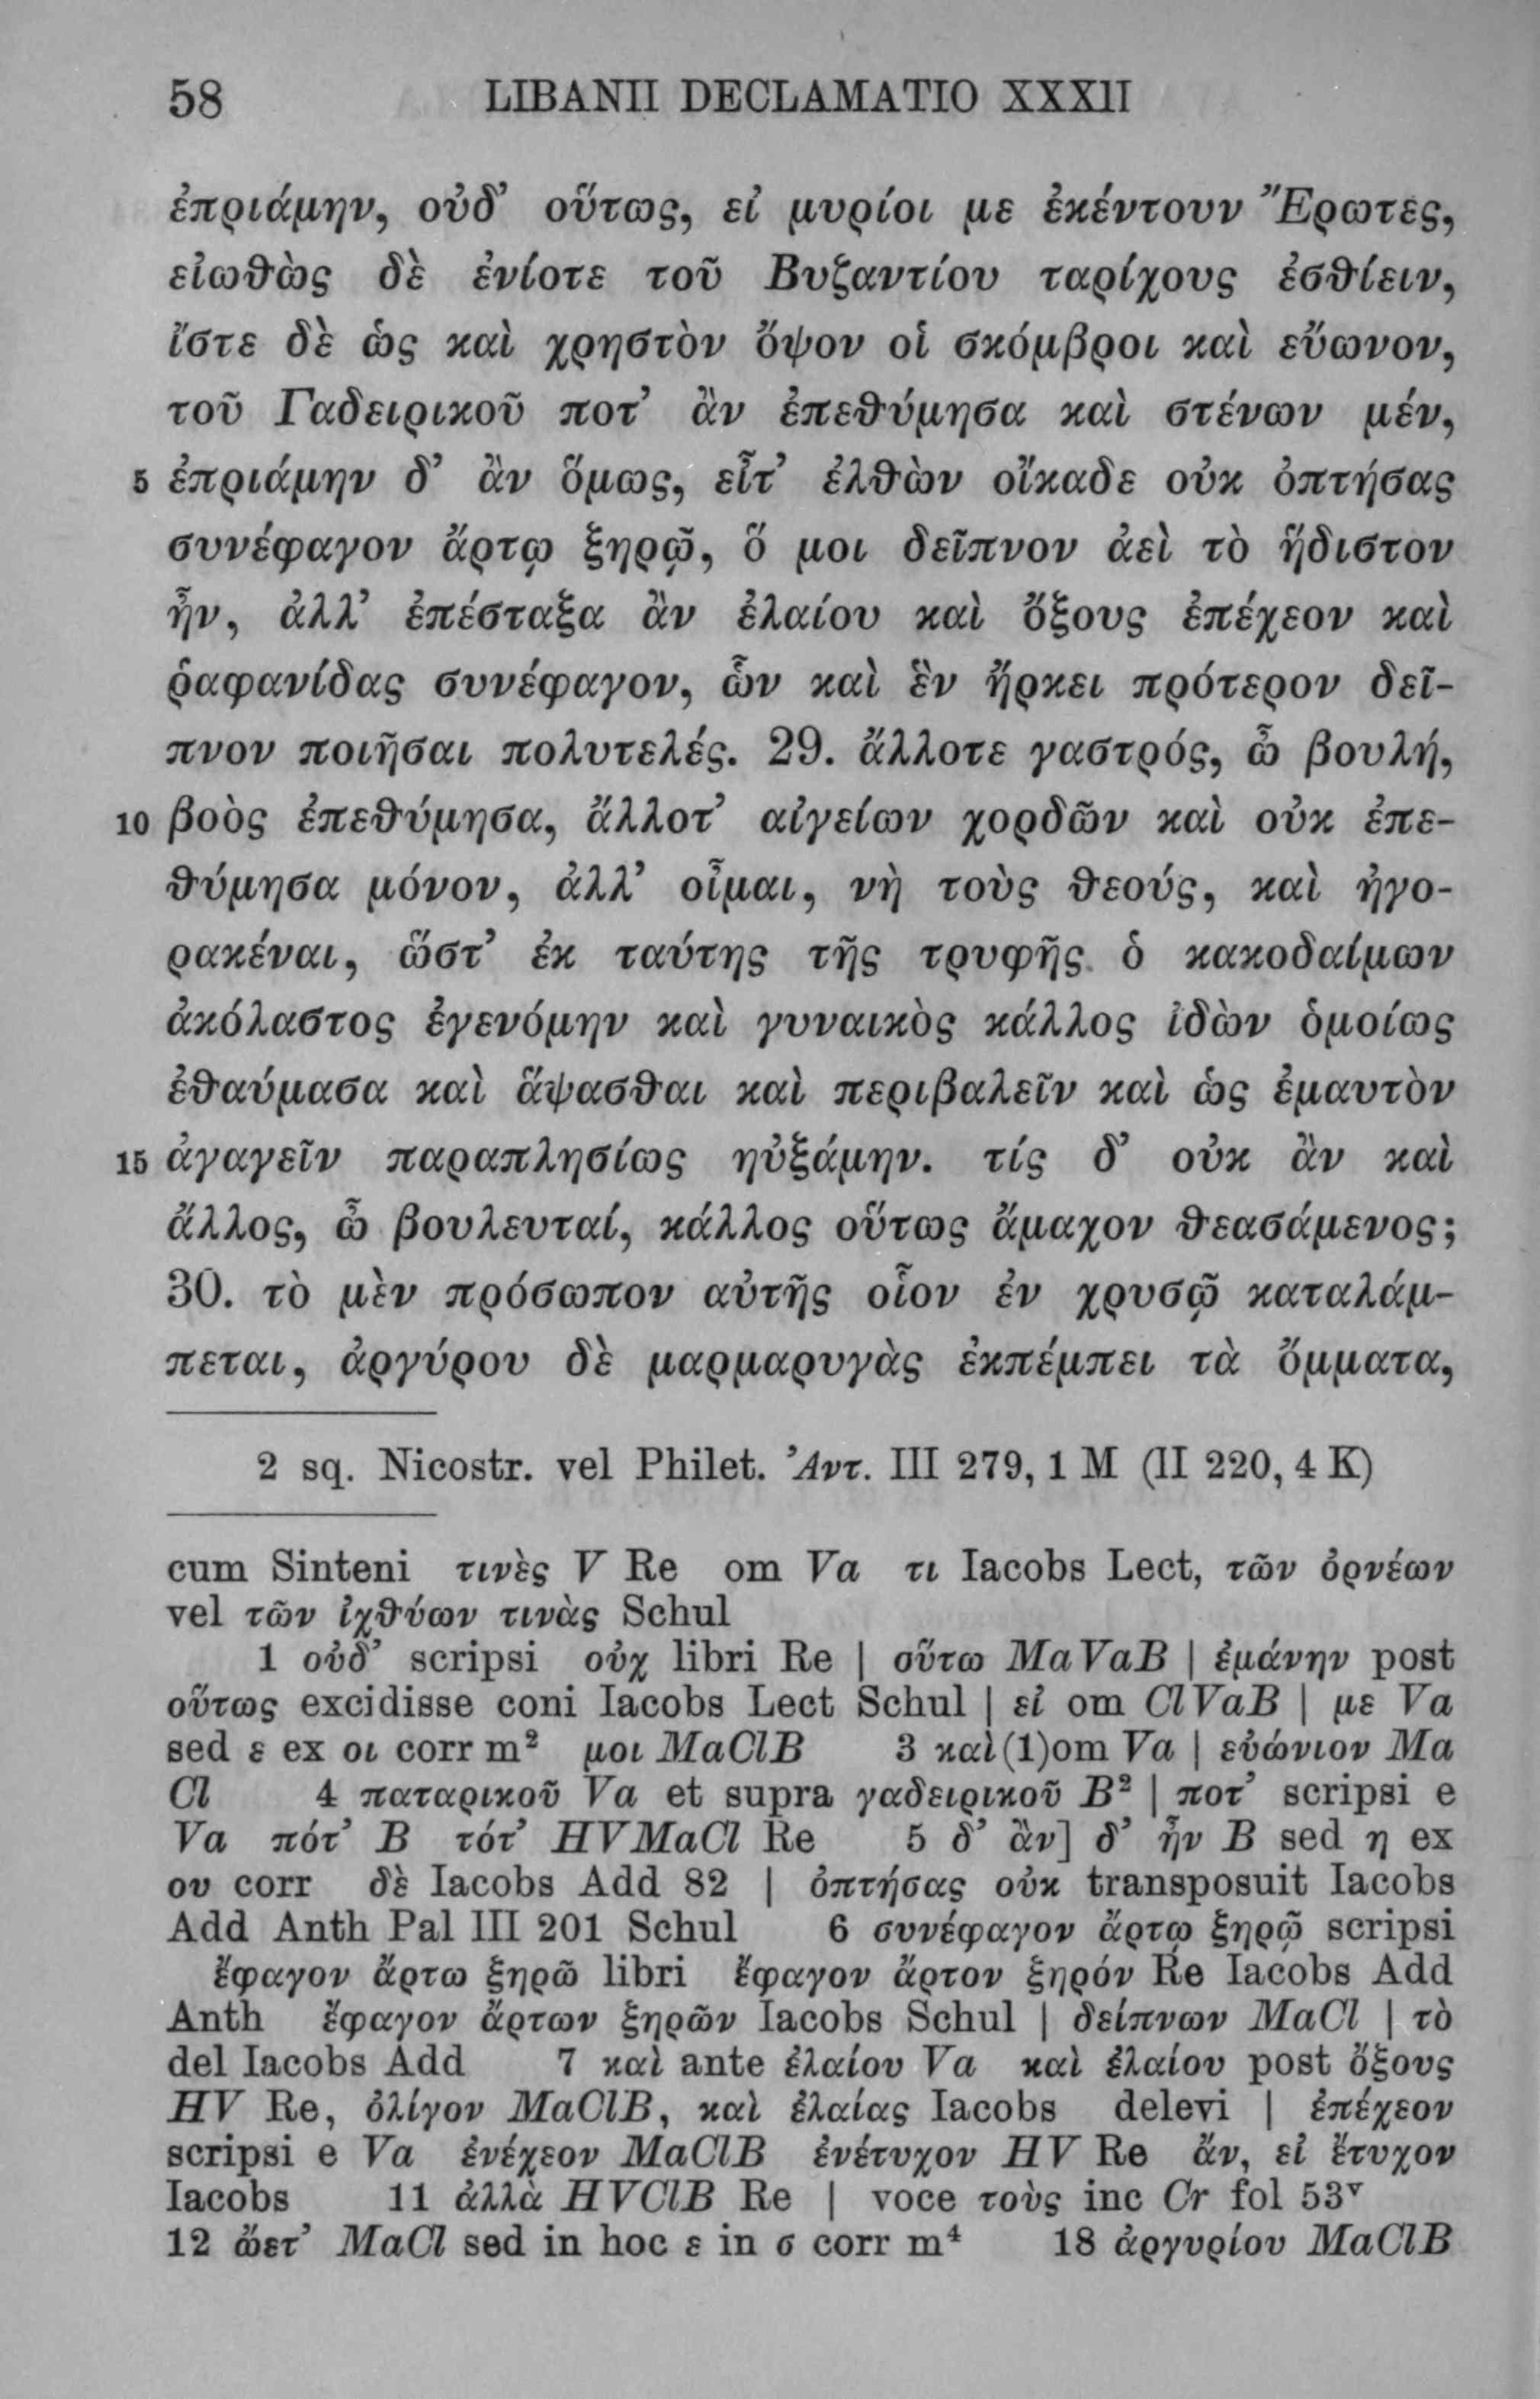 58 LIBANII DECLAMATIO XXXII
ἐπριάμην, οὐδ’ οὕτως, εἰ μυρίοι με ἐκέντουν Ἔρωτες,
εἰωθὼς δὲ ἐνίοτε τοῦ Βυζαντίου ταρίχους ἐσθίειν,
ἴστε δὲ ὡς καὶ χρηστὸν ὄψον οἱ σκόμβροι καὶ εὔωνον,
τοῦ Γαδειρικοῦ ποτ’ ἂν ἐπεθύμησα καὶ στένων μέν,
5 ἐπριάμην δ’ ἂν ὅμως, εἶτ’ ἐλθὼν οἴκαδε οὐκ ὀπτήσας
συνέφαγον ἄρτῳ ξηρῷ, ὅ μοι δεῖπνον ἀεὶ τὸ ἥδιστον
ἦν, ἀλλ’ ἐπέσταξα ἂν ἐλαίου καὶ ὄξους ἐπέχεον καὶ
ῥαφανίδας συνέφαγον, ὧν καὶ ἓν ἤρκει πρότερον δεῖ-
πνον ποιῆσαι πολυτελές. 29. ἄλλοτε γαστρός, ὦ βουλή,
10 βοὸς ἐπεθύμησα, ἄλλοτ’ αἰγείων χορδῶν καὶ οὐκ ἐπε-
θύμησα μόνον, ἀλλ’ οἶμαι, νὴ τοὺς θεούς, καὶ ἠγο-
ρακέναι, ὥστ’ ἐκ ταύτης τῆς τρυφῆς ὁ κακοδαίμων
ἀκόλαστος ἐγενόμην καὶ γυναικὸς κάλλος ἰδὼν ὁμοίως
ἐθαύμασα καὶ ἅψασθαι καὶ περιβαλεῖν καὶ ὡς ἐμαυτὸν
15 ἀγαγεῖν παραπλησίως ηὐξάμην. τίς δ’ οὐκ ἂν καὶ
ἄλλος, ὦ βουλευταί, κάλλος οὕτως ἄμαχον θεασάμενος;
30. τὸ μὲν πρόσωπον αὐτῆς οἷον ἐν χρυσῷ καταλάμ-
πεται, ἀργύρου δὲ μαρμαρυγὰς ἐκπέμπει τὰ ὄμματα,
2 sq. Nicostr. vel Philet. Ἀντ. III 279, 1 M (II 220, 4 K)
cum Sinteni τινὲς V Re om Va τι Iacobs Lect, τῶν ὀρνέων
vel τῶν ἰχθύων τινὰς Schul
1 οὐδ’ scripsi οὐχ libri Re | οὕτω MaVaB | ἐμάνην post
οὕτως excidisse coni Iacobs Lect Schul | εἰ om ClVaB | με Va
sed ε ex οι corr m² μοι MaClB 3 καὶ(1)om Va | εὐώνιον Ma
Cl 4 παταρικοῦ Va et supra γαδειρικοῦ B² | ποτ’ scripsi e
Va πότ’ B τότ’ HVMaCl Re 5 δ’ ἂν] δ’ ἦν B sed η ex
ου corr δὲ Iacobs Add 82 | ὀπτήσας οὐκ transposuit Iacobs
Add Anth Pal III 201 Schul 6 συνέφαγον ἄρτῳ ξηρῷ scripsi
ἔφαγον ἄρτω ξηρῶ libri ἔφαγον ἄρτον ξηρόν Re Iacobs Add
Anth ἔφαγον ἄρτων ξηρῶν Iacobs Schul | δείπνων MaCl | τὸ
del Iacobs Add 7 καὶ ante ἐλαίου Va καὶ ἐλαίου post ὄξους
HV Re, ὀλίγον MaClB, καὶ ἐλαίας Iacobs delevi | ἐπέχεον
scripsi e Va ἐνέχεον MaClB ἐνέτυχον HV Re ἄν, εἰ ἔτυχον
Iacobs 11 ἀλλὰ HVClB Re | voce τοὺς inc Cr fol 53ᵛ
12 ὥετ’ MaCl sed in hoc ε in σ corr m⁴ 18 ἀργυρίου MaClB